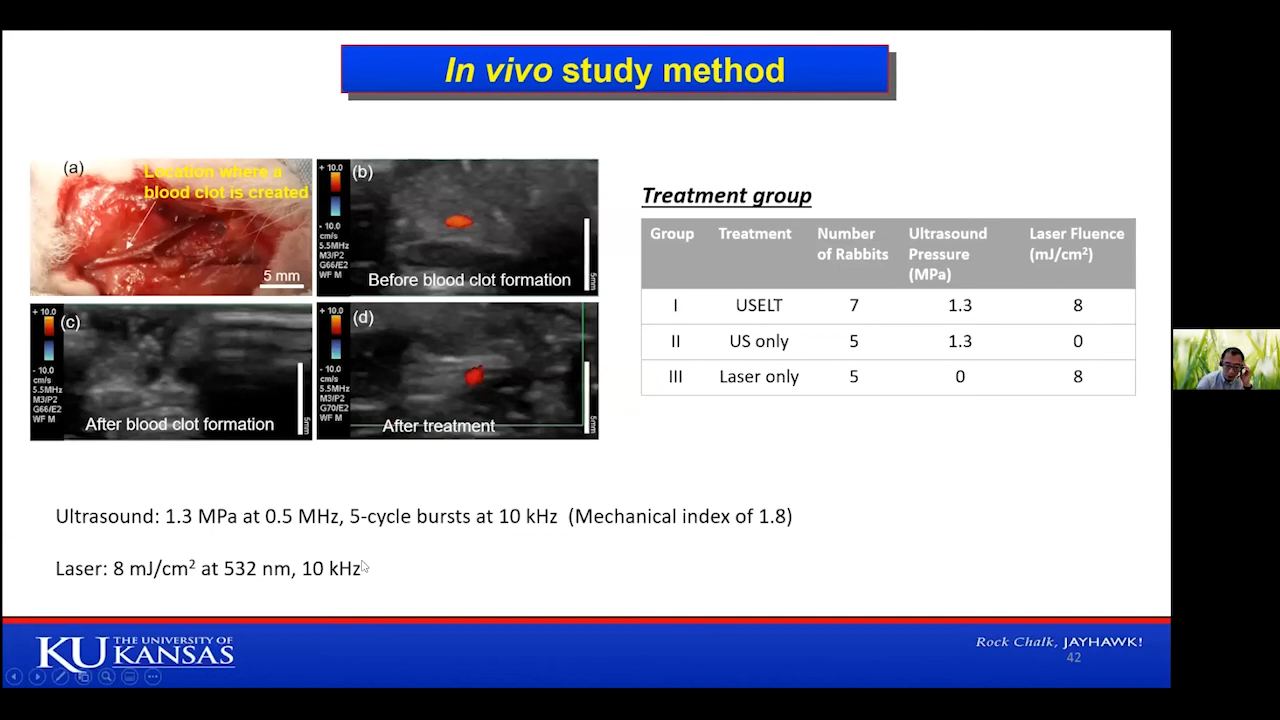 In vivo study method
(a)
Location where a
blood clot is created
5 mm
+ 10.0
- 10.0
cm/s
5.5MHz
M3/P2
G66/E2
WF M
(b)
Before blood clot formation
5mm
+ 10.0
- 10.0
cm/s
5.5MHz
M3/P2
G66/E2
WF M
(c)
After blood clot formation
5mm
+ 10.0
- 10.0
cm/s
5.5MHz
M3/P2
G70/E2
WF M
(d)
After treatment
5mm
Treatment group
Group Treatment Number of Rabbits Ultrasound Pressure (MPa) Laser Fluence (mJ/cm²)
I USELT 7 1.3 8
II US only 5 1.3 0
III Laser only 5 0 8
Ultrasound: 1.3 MPa at 0.5 MHz, 5-cycle bursts at 10 kHz (Mechanical index of 1.8)
Laser: 8 mJ/cm² at 532 nm, 10 kHz
KU THE UNIVERSITY OF
KANSAS
Rock Chalk, JAYHAWK!
42